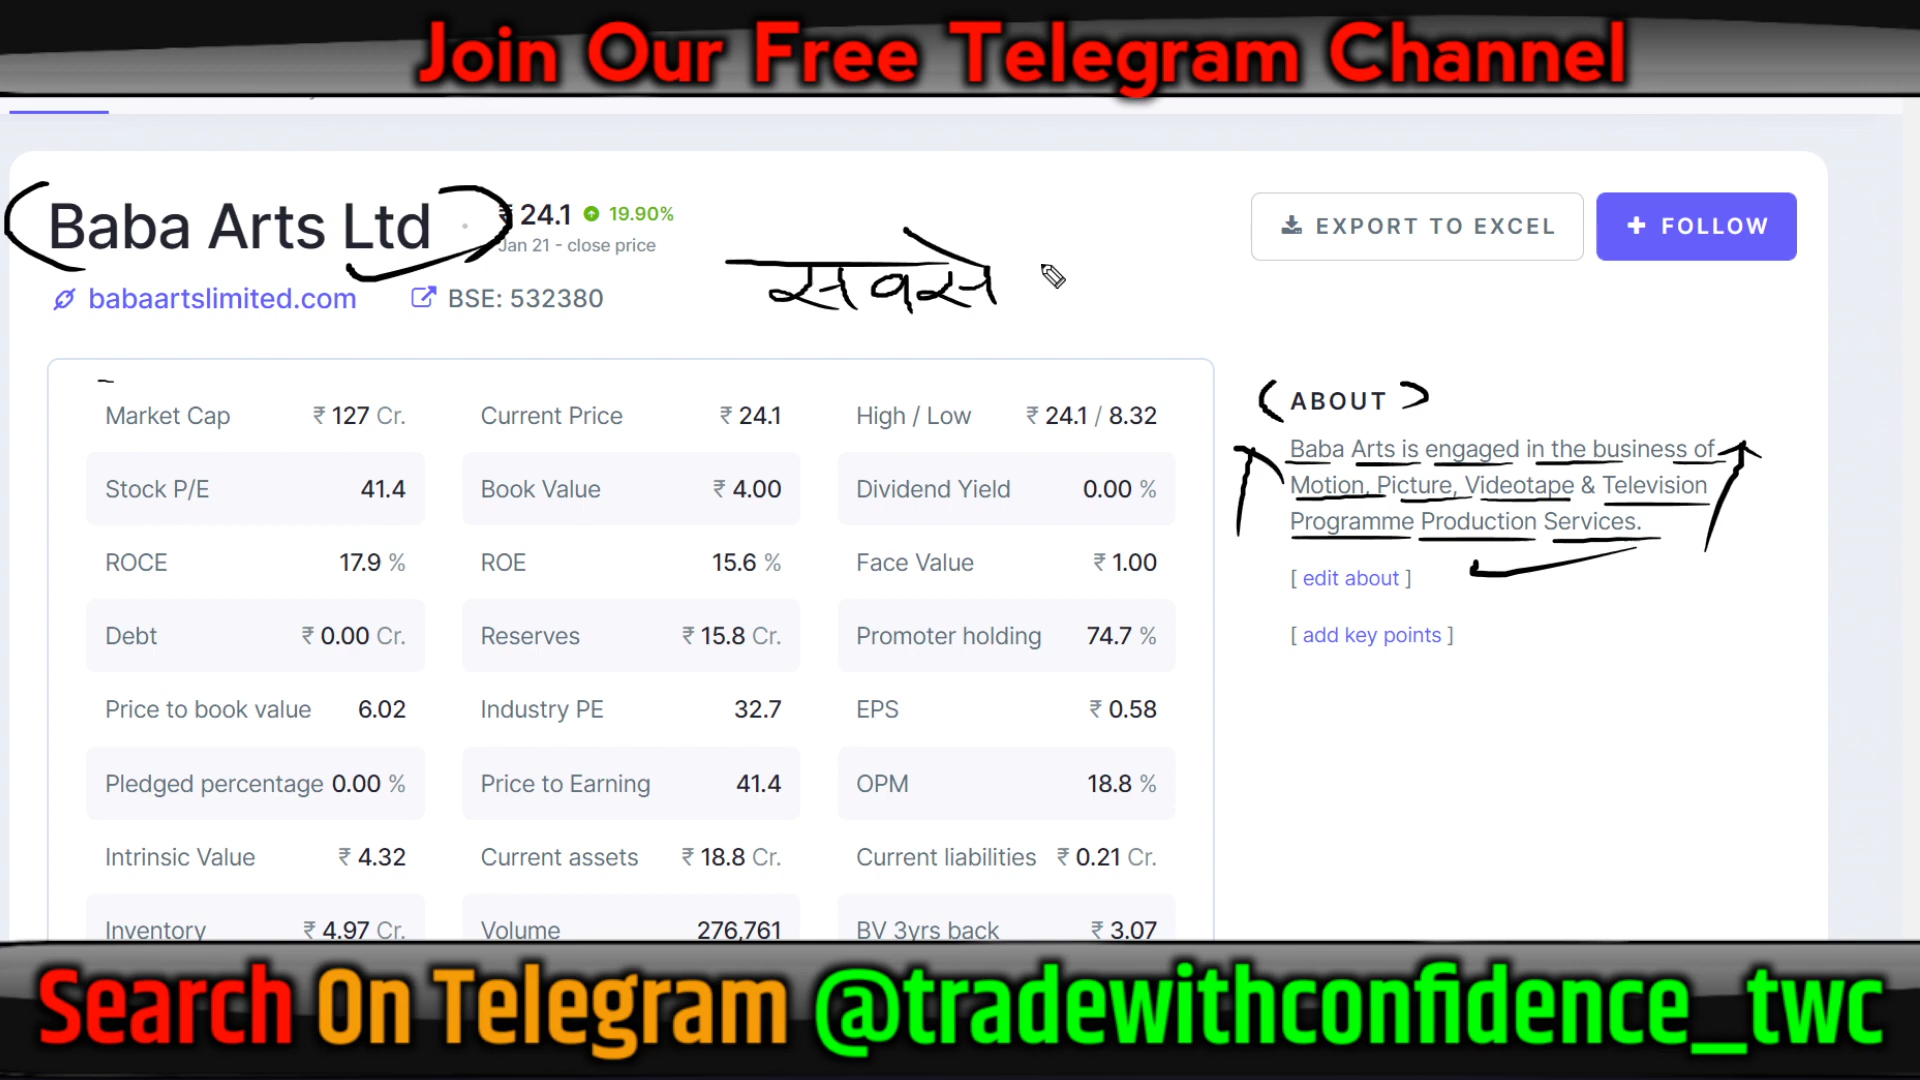 Join Our Free Telegram Channel
Baba Arts Ltd
₹ 24.1 19.90%
Jan 21 - close price
EXPORT TO EXCEL
+ FOLLOW
babaartslimited.com
BSE: 532380
सबसे
Market Cap ₹ 127 Cr.
Current Price ₹ 24.1
High / Low ₹ 24.1 / 8.32
Stock P/E 41.4
Book Value ₹ 4.00
Dividend Yield 0.00 %
ROCE 17.9 %
ROE 15.6 %
Face Value ₹ 1.00
Debt ₹ 0.00 Cr.
Reserves ₹ 15.8 Cr.
Promoter holding 74.7 %
Price to book value 6.02
Industry PE 32.7
EPS ₹ 0.58
Pledged percentage 0.00 %
Price to Earning 41.4
OPM 18.8 %
Intrinsic Value ₹ 4.32
Current assets ₹ 18.8 Cr.
Current liabilities ₹ 0.21 Cr.
Inventory ₹ 4.97 Cr.
Volume 276,761
BV 3yrs back ₹ 3.07
ABOUT
Baba Arts is engaged in the business of
Motion, Picture, Videotape & Television
Programme Production Services.
[ edit about ]
[ add key points ]
Search On Telegram @tradewithconfidence_twc